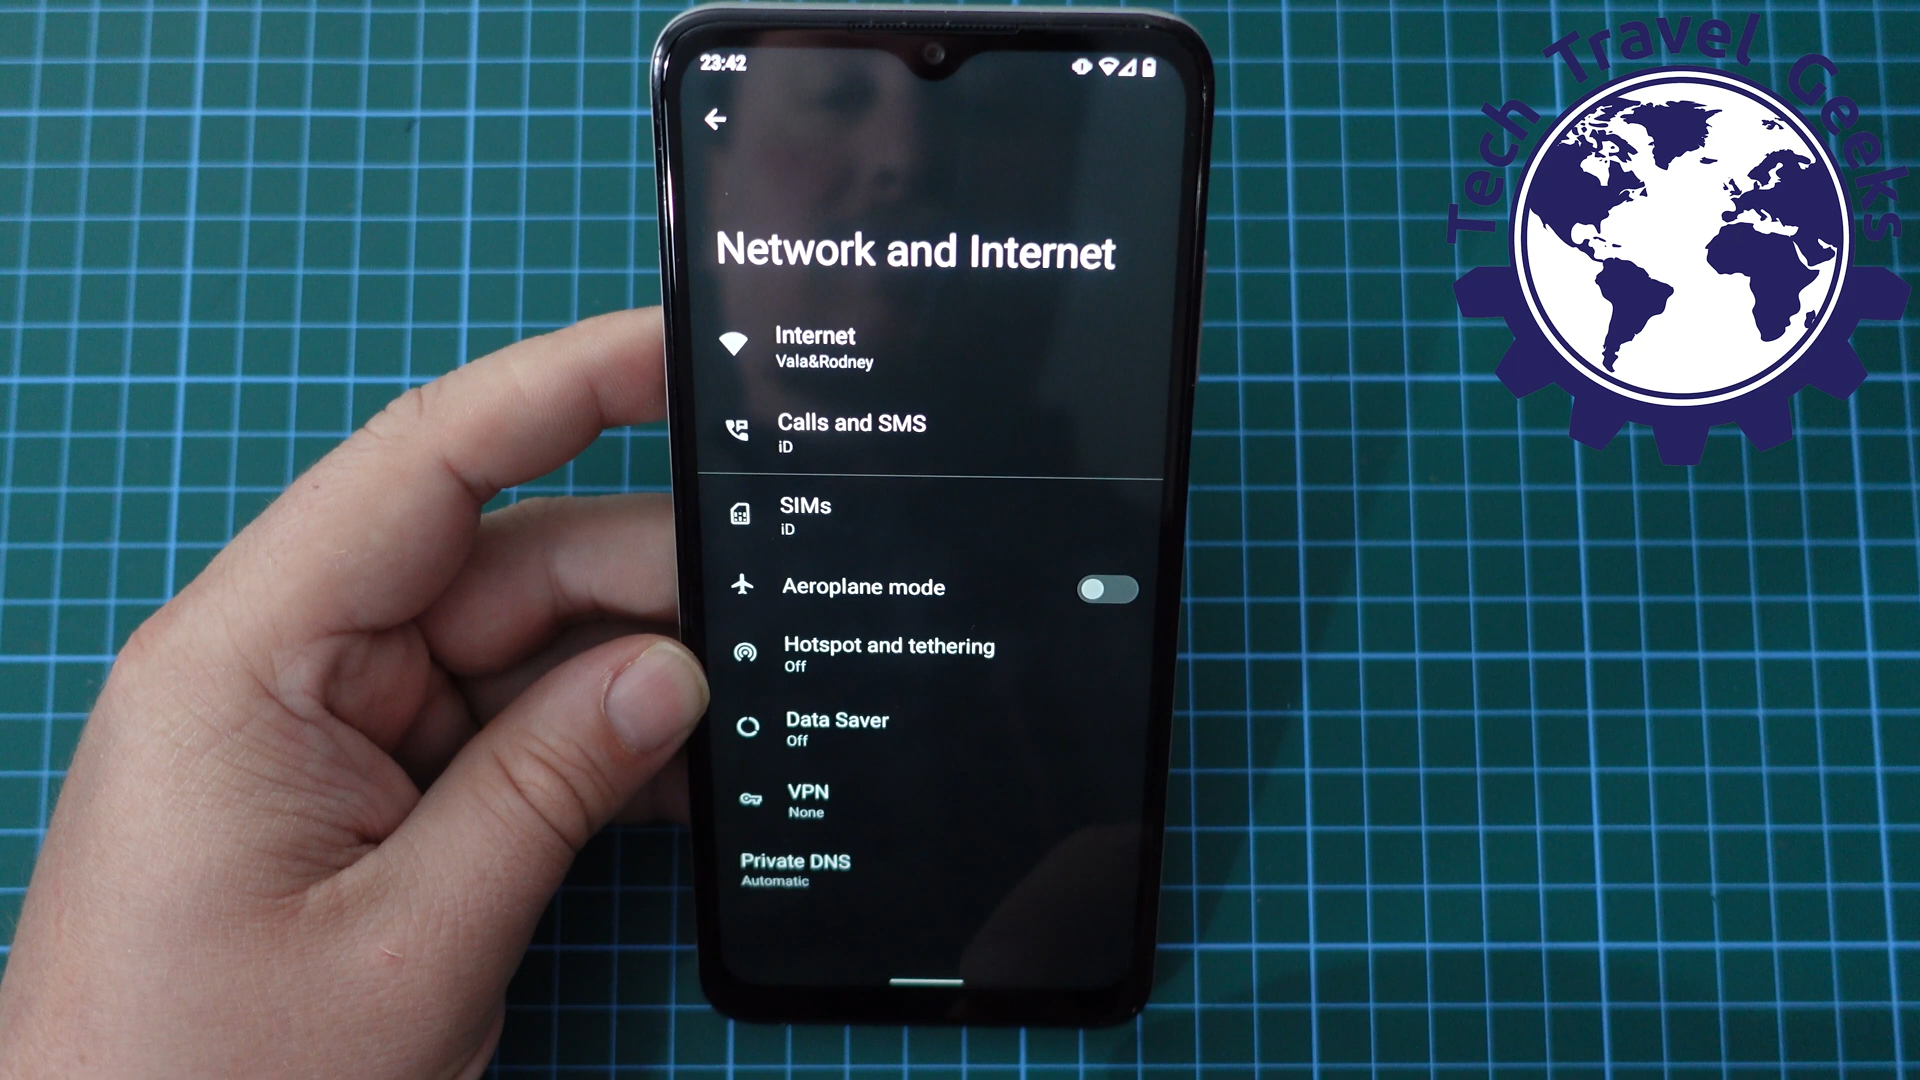 Tech Travel Geeks
23:42
Network and Internet
Internet
Vala&Rodney
Calls and SMS
iD
SIMs
iD
Aeroplane mode
Hotspot and tethering
Off
Data Saver
Off
VPN
None
Private DNS
Automatic